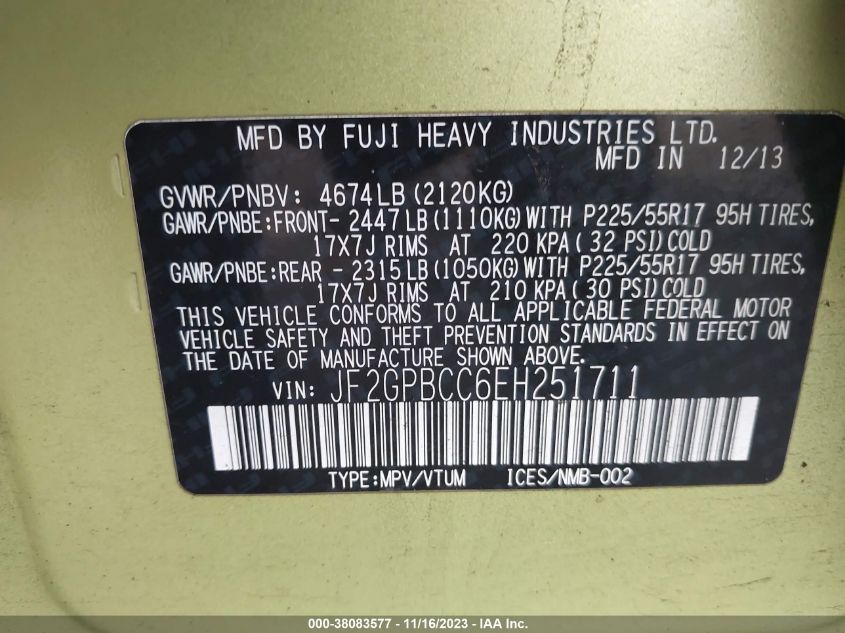 MFD BY FUJI HEAVY INDUSTRIES LTD.
MFD IN 12/13
GVWR/PNBV: 4674LB (2120KG)
GAWR/PNBE:FRONT- 2447LB (1110KG) WITH P225/55R17 95H TIRES,
17X7J RIMS AT 220 KPA ( 32 PSI) COLD
GAWR/PNBE:REAR - 2315LB (1050KG) WITH P225/55R17 95H TIRES,
17X7J RIMS AT 210 KPA ( 30 PSI) COLD
THIS VEHICLE CONFORMS TO ALL APPLICABLE FEDERAL MOTOR
VEHICLE SAFETY AND THEFT PREVENTION STANDARDS IN EFFECT ON
THE DATE OF MANUFACTURE SHOWN ABOVE.
VIN: JF2GPBCC6EH251711
TYPE:MPV/VTUM ICES/NMB-002
000-38083577 - 11/16/2023 - IAA Inc.